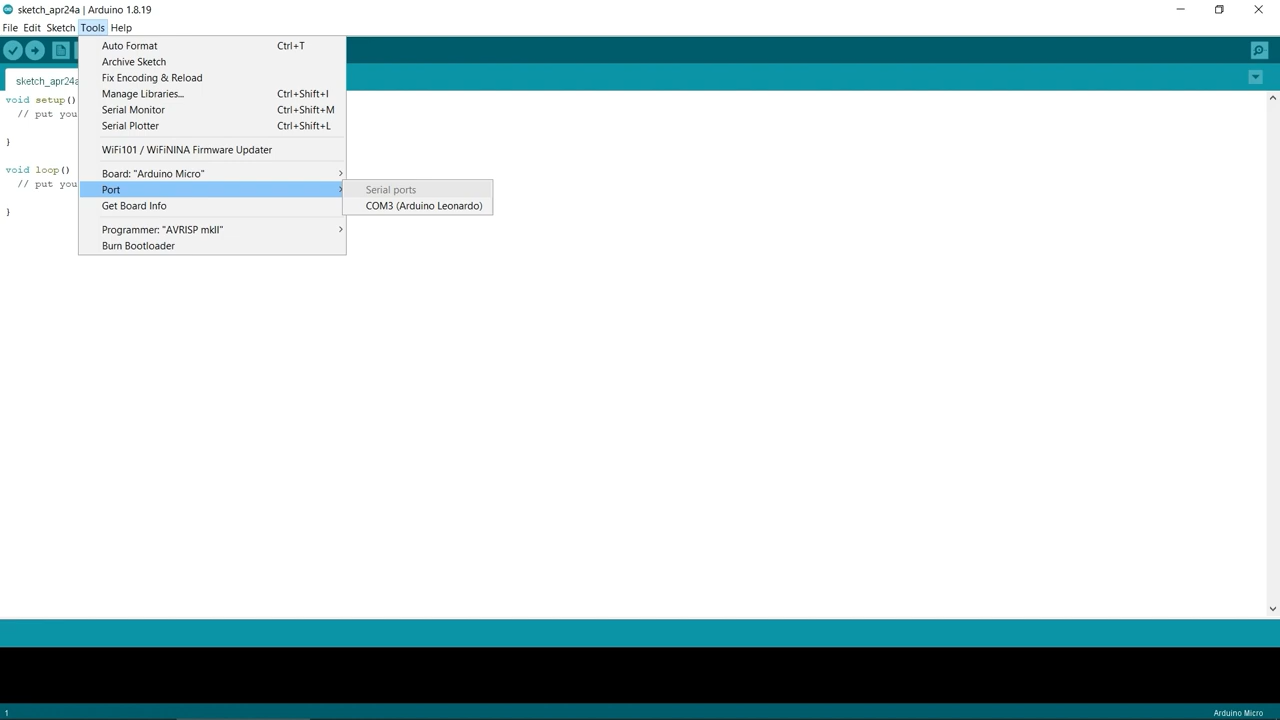 sketch_apr24a | Arduino 1.8.19
File Edit Sketch Tools Help
Auto Format Ctrl+T
Archive Sketch
Fix Encoding & Reload
Manage Libraries... Ctrl+Shift+I
Serial Monitor Ctrl+Shift+M
Serial Plotter Ctrl+Shift+L
WiFi101 / WiFiNINA Firmware Updater
Board: "Arduino Micro"
Port
Get Board Info
Programmer: "AVRISP mkII"
Burn Bootloader
Serial ports
COM3 (Arduino Leonardo)
sketch_apr24a
void setup()
// put you
}
void loop()
// put you
}
1
Arduino Micro